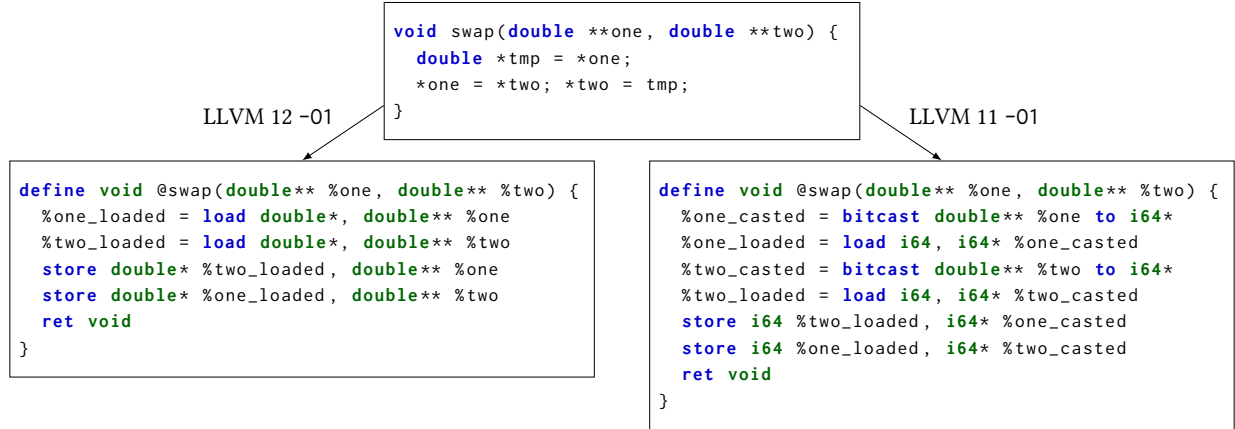 void swap(double **one, double **two) {
  double *tmp = *one;
  *one = *two; *two = tmp;
}
LLVM 12 -O1
LLVM 11 -O1
define void @swap(double** %one, double** %two) {
  %one_loaded = load double*, double** %one
  %two_loaded = load double*, double** %two
  store double* %two_loaded, double** %one
  store double* %one_loaded, double** %two
  ret void
}
define void @swap(double** %one, double** %two) {
  %one_casted = bitcast double** %one to i64*
  %one_loaded = load i64, i64* %one_casted
  %two_casted = bitcast double** %two to i64*
  %two_loaded = load i64, i64* %two_casted
  store i64 %two_loaded, i64* %one_casted
  store i64 %one_loaded, i64* %two_casted
  ret void
}